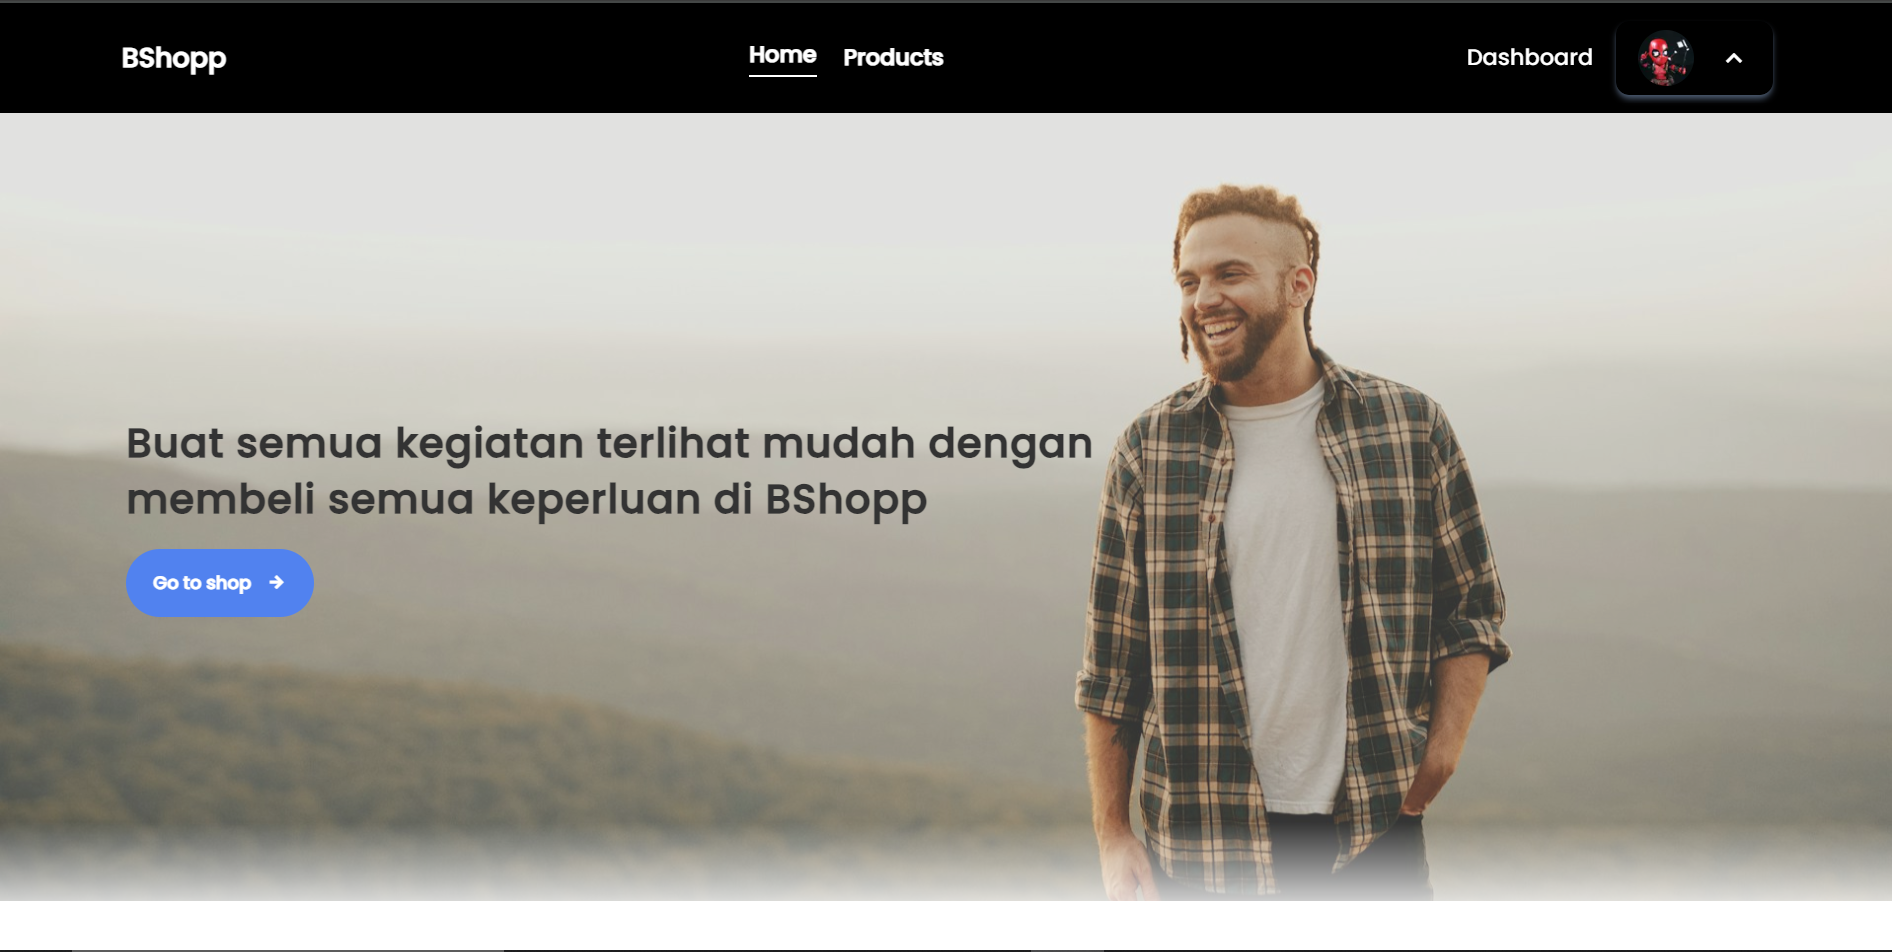 BShopp
Home
Products
Dashboard
Buat semua kegiatan terlihat mudah dengan
membeli semua keperluan di BShopp
Go to shop